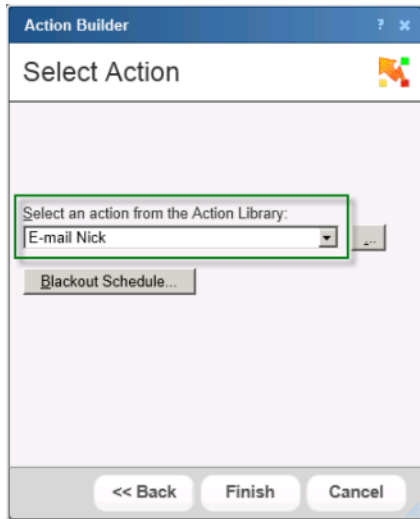 Action Builder ? x
Select Action
Select an action from the Action Library:
E-mail Nick
...
Blackout Schedule...
<< Back Finish Cancel